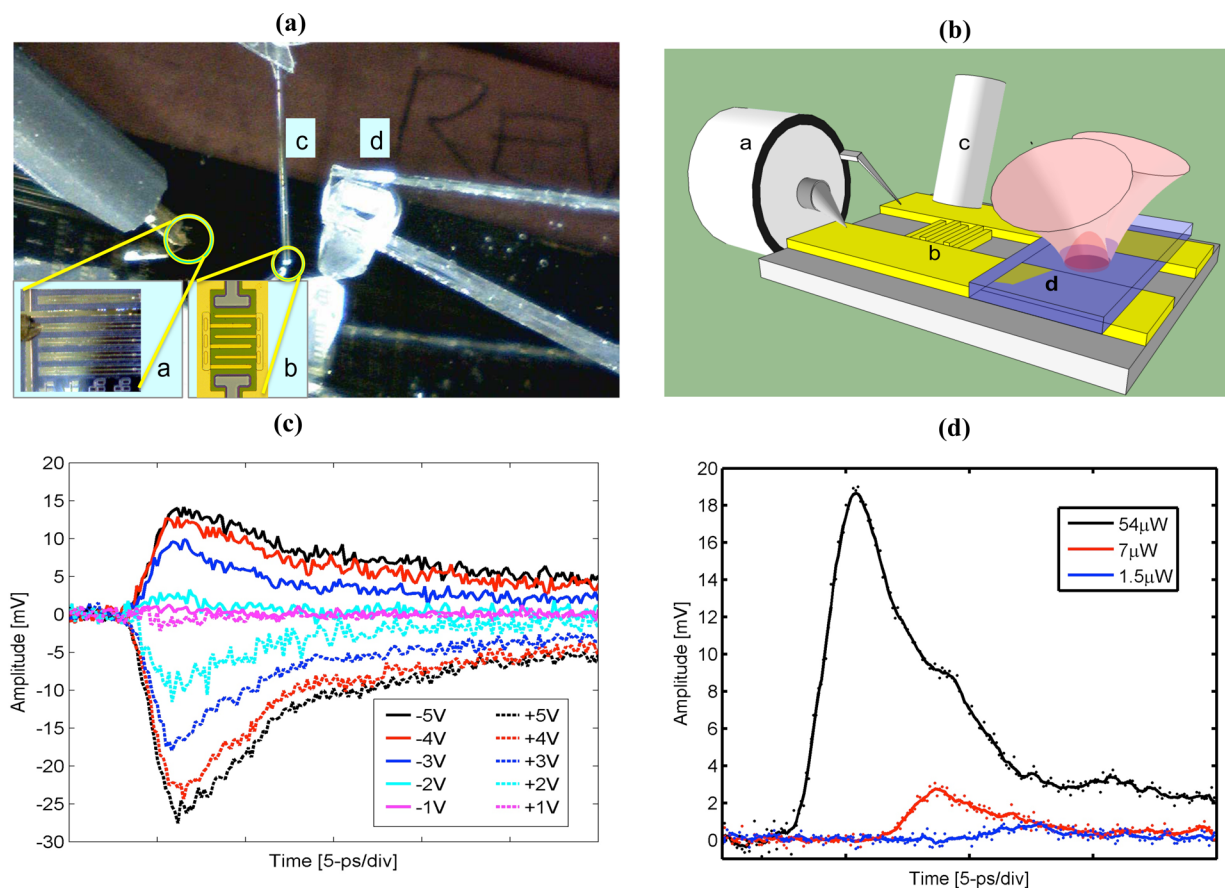 (a)
c
d
REA
a
b
(b)
a
c
b
d
(c)
20
15
10
5
0
-5
-10
-15
-20
-25
-30
Amplitude [mV]
Time [5-ps/div]
-5V +5V
-4V +4V
-3V +3V
-2V +2V
-1V +1V
(d)
20
18
16
14
12
10
8
6
4
2
0
Amplitude [mV]
Time [5-ps/div]
54µW
7µW
1.5µW